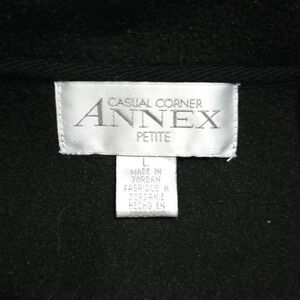 CASUAL CORNER
ANNEX
PETITE
L
MADE IN
JORDAN
FABRIQUE A
JORDANIE
HECHO EN